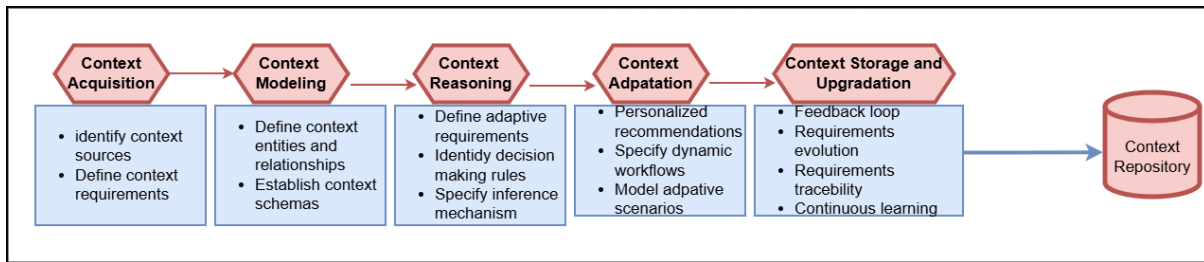 Context
Acquisition
Context
Modeling
Context
Reasoning
Context
Adpatation
Context Storage and
Upgradation
• identify context
sources
• Define context
requirements
• Define context
entities and
relationships
• Establish context
schemas
• Define adaptive
requirements
• Identidy decision
making rules
• Specify inference
mechanism
• Personalized
recommendations
• Specify dynamic
workflows
• Model adpative
scenarios
• Feedback loop
• Requirements
evolution
• Requirements
tracebility
• Continuous learning
Context
Repository